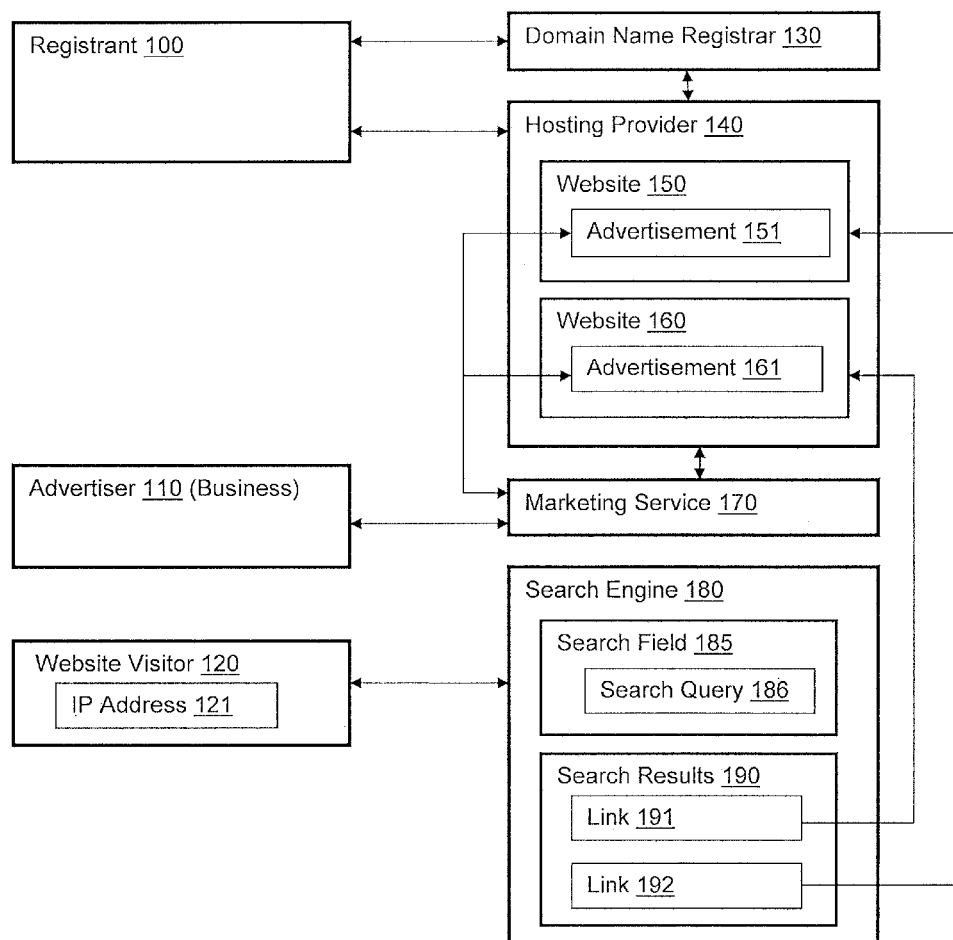 Registrant 100
Domain Name Registrar 130
Hosting Provider 140
Website 150
Advertisement 151
Website 160
Advertisement 161
Advertiser 110 (Business)
Marketing Service 170
Search Engine 180
Search Field 185
Search Query 186
Website Visitor 120
IP Address 121
Search Results 190
Link 191
Link 192